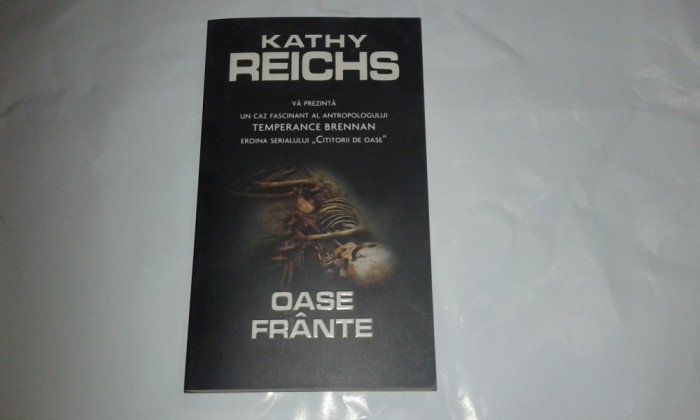 KATHY
REICHS
VĂ PREZINTĂ
UN CAZ FASCINANT AL ANTROPOLOGULUI
TEMPERANCE BRENNAN
EROINA SERIALULUI „CITITORII DE OASE"
OASE
FRÂNTE